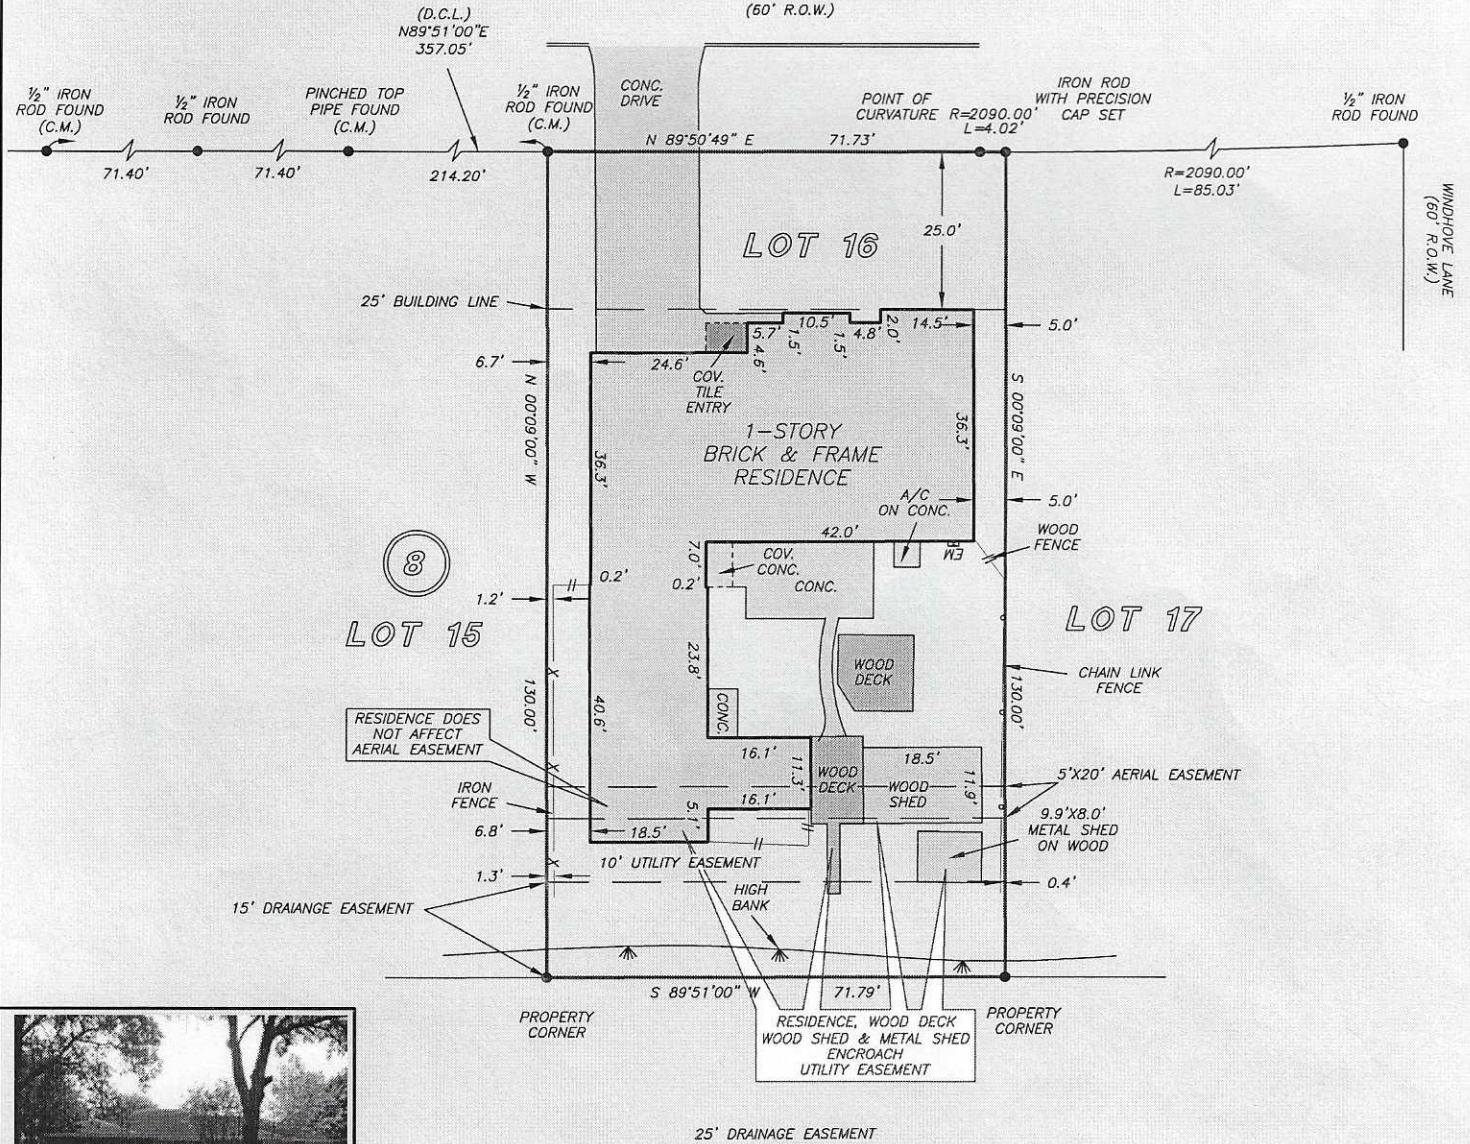 (D.C.L.)
N89°51'00"E
357.05'
(60' R.O.W.)
½" IRON
ROD FOUND
(C.M.)
½" IRON
ROD FOUND
PINCHED TOP
PIPE FOUND
(C.M.)
½" IRON
ROD FOUND
(C.M.)
CONC.
DRIVE
POINT OF
CURVATURE
R=2090.00'
L=4.02'
IRON ROD
WITH PRECISION
CAP SET
½" IRON
ROD FOUND
71.40'
71.40'
214.20'
N 89°50'49" E
71.73'
R=2090.00'
L=85.03'
WINDHOVE LANE
(60' R.O.W.)
25.0'
LOT 16
25' BUILDING LINE
10.5'
5.7'
1.5'
1.5'
4.8'
2.0'
14.5'
5.0'
6.7'
24.6'
4.6'
COV.
TILE
ENTRY
N 00°09'00" W
S 00°09'00" E
1-STORY
BRICK & FRAME
RESIDENCE
36.3'
36.3'
A/C
ON CONC.
5.0'
42.0'
EM
WOOD
FENCE
8
7.0'
COV.
CONC.
CONC.
0.2'
0.2'
1.2'
LOT 15
LOT 17
23.8'
WOOD
DECK
CHAIN LINK
FENCE
130.00'
130.00'
40.6'
CONC.
RESIDENCE DOES
NOT AFFECT
AERIAL EASEMENT
16.1'
11.3'
WOOD
DECK
18.5'
WOOD
SHED
11.9'
5'X20' AERIAL EASEMENT
IRON
FENCE
16.1'
5.1'
9.9'X8.0'
METAL SHED
ON WOOD
6.8'
18.5'
10' UTILITY EASEMENT
1.3'
0.4'
HIGH
BANK
15' DRAIANGE EASEMENT
S 89°51'00" W
71.79'
PROPERTY
CORNER
PROPERTY
CORNER
RESIDENCE, WOOD DECK
WOOD SHED & METAL SHED
ENCROACH
UTILITY EASEMENT
25' DRAINAGE EASEMENT